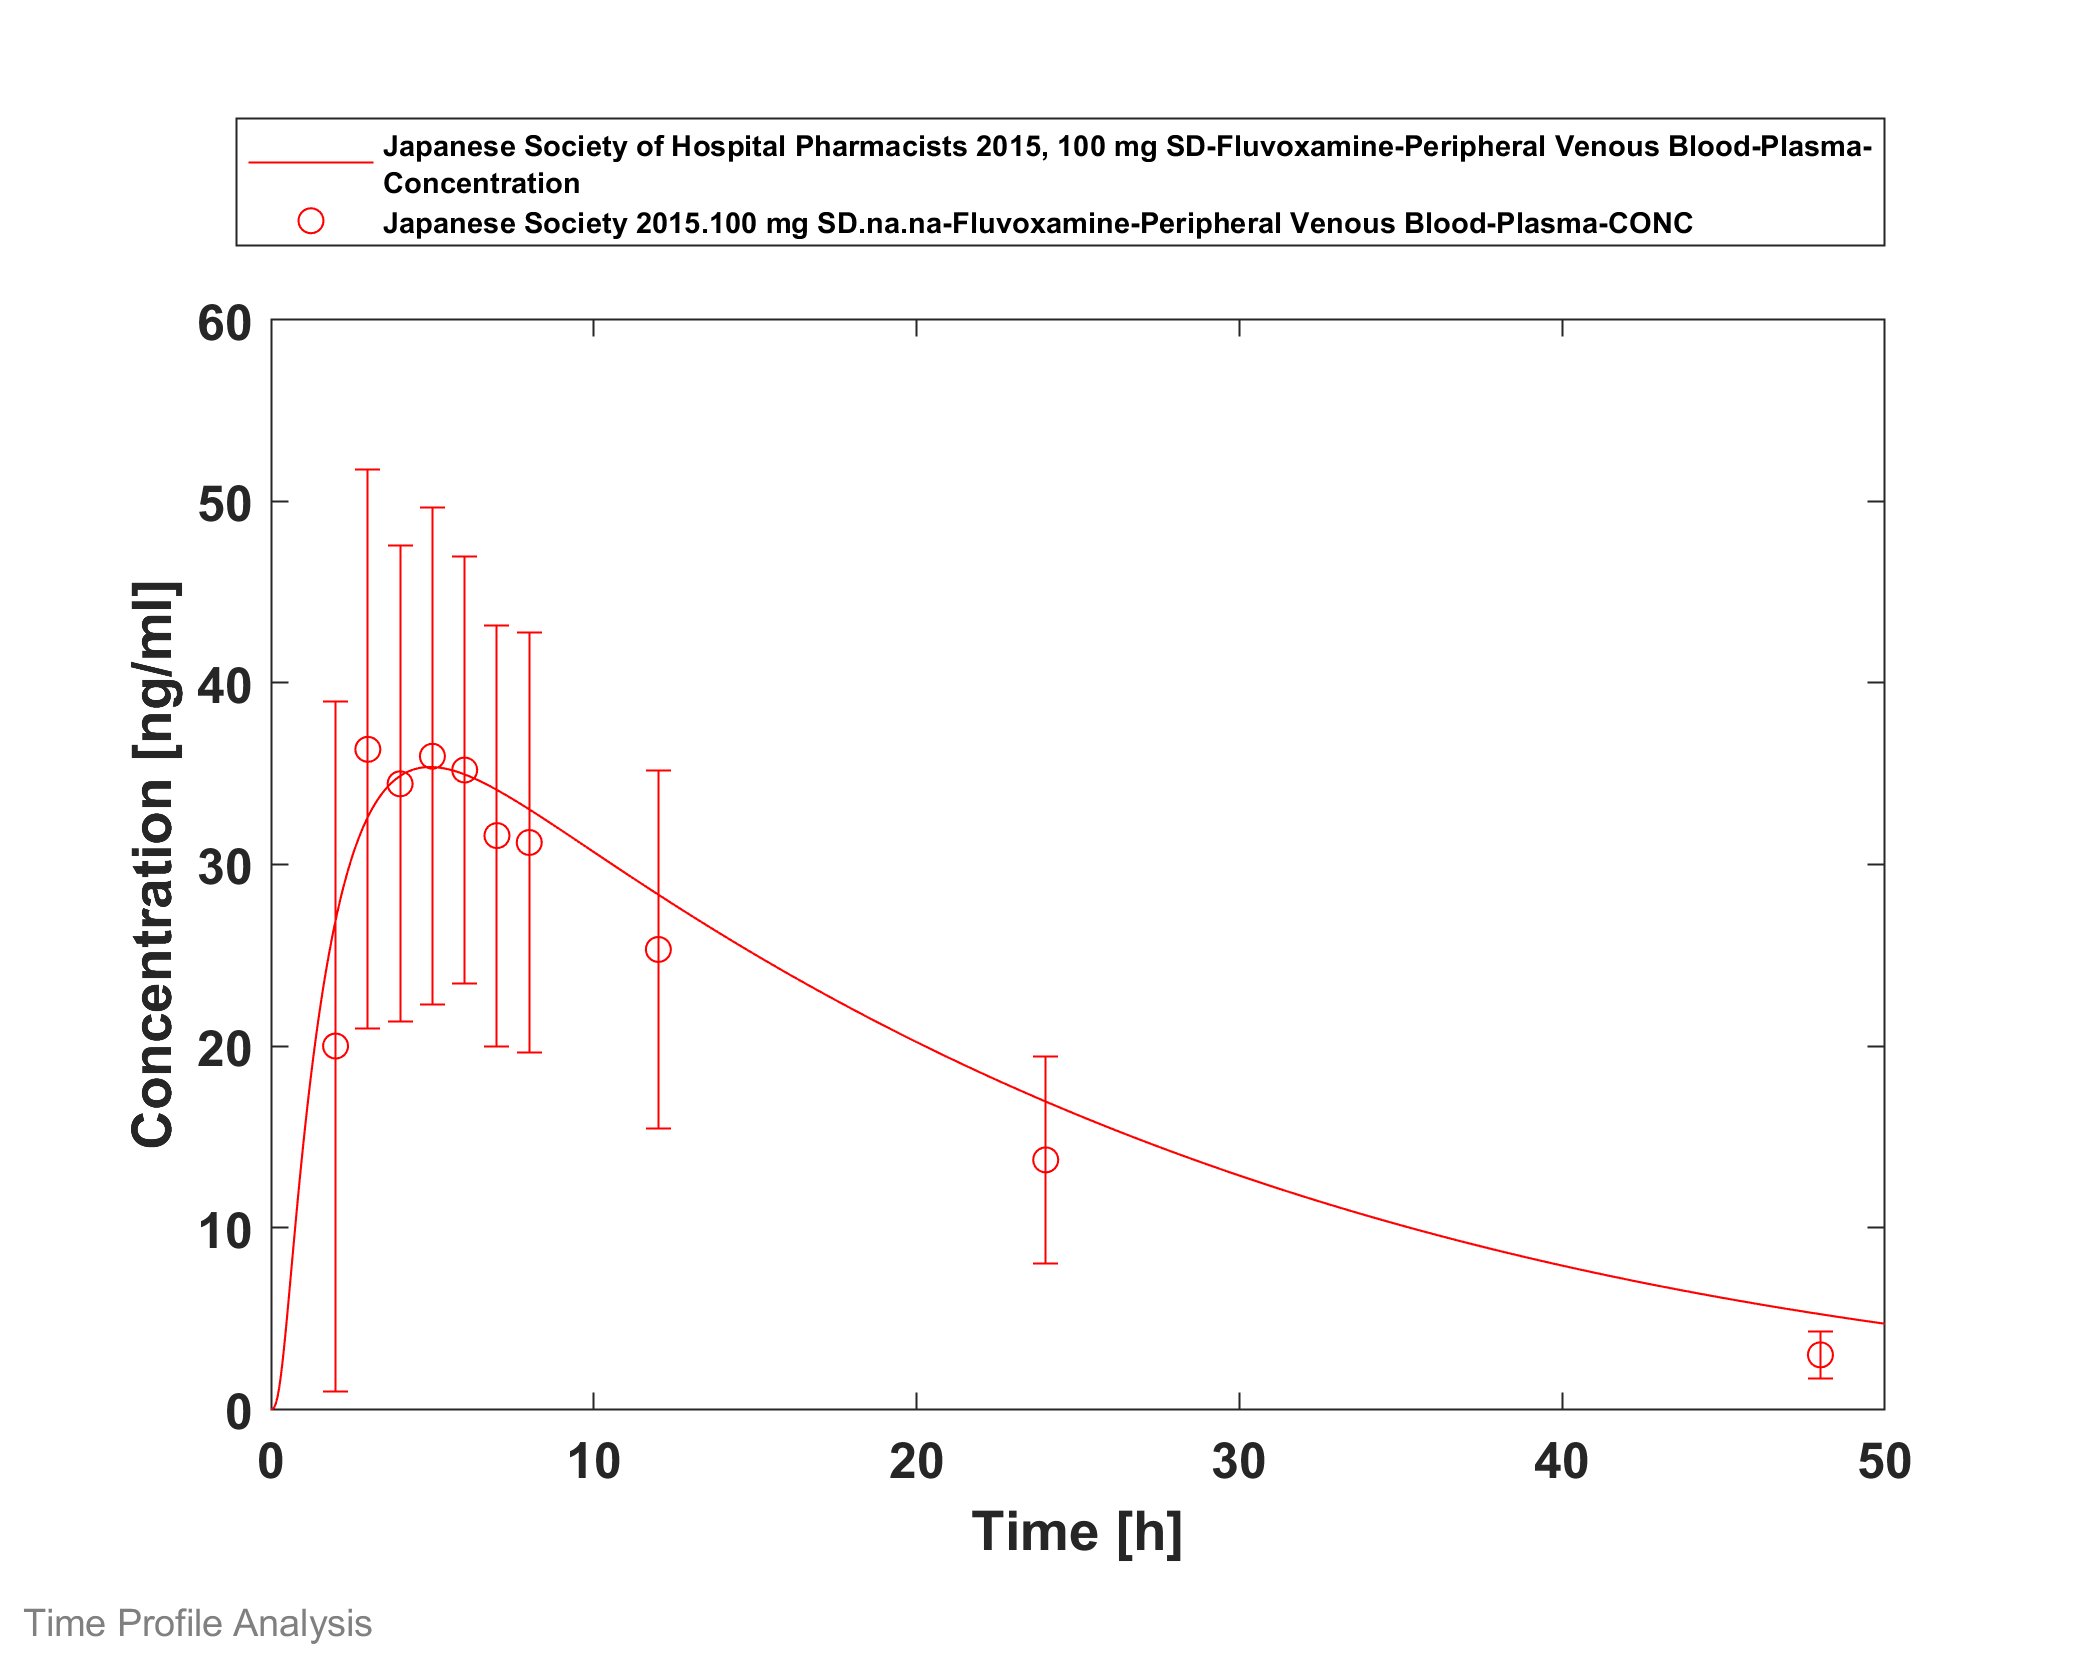 Japanese Society of Hospital Pharmacists 2015, 100 mg SD-Fluvoxamine-Peripheral Venous Blood-Plasma-
Concentration
Japanese Society 2015.100 mg SD.na.na-Fluvoxamine-Peripheral Venous Blood-Plasma-CONC
60
50
40
30
20
10
0
Concentration [ng/ml]
0 10 20 30 40 50
Time [h]
Time Profile Analysis